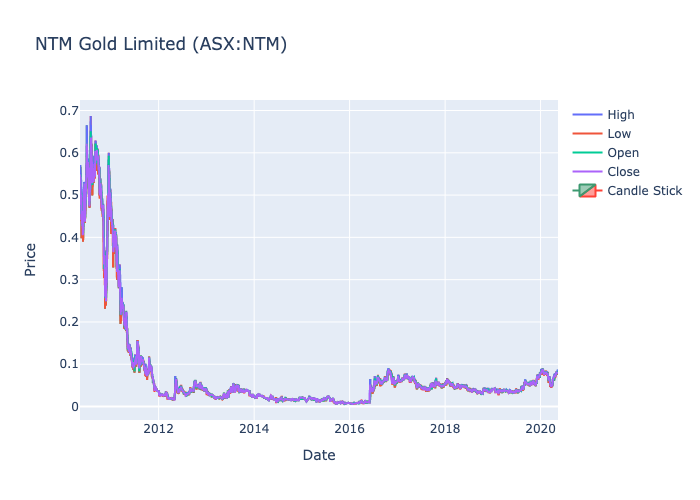 NTM Gold Limited (ASX:NTM)
0.7
0.6
0.5
0.4
0.3
0.2
0.1
0
Price
2012
2014
2016
2018
2020
Date
High
Low
Open
Close
Candle Stick